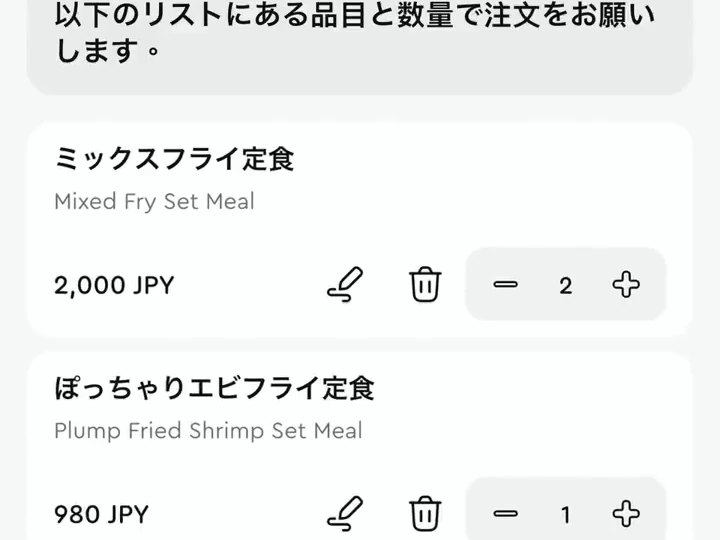 以下のリストにある品目と数量で注文をお願い
します。
ミックスフライ定食
Mixed Fry Set Meal
2,000 JPY
2
ぽっちゃりエビフライ定食
Plump Fried Shrimp Set Meal
980 JPY
1